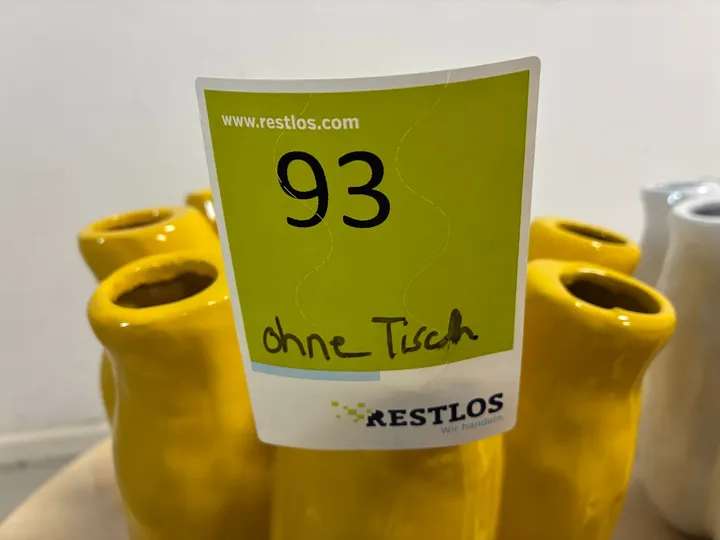 www.restlos.com
93
ohne Tisch
RESTLOS
Wir handeln.